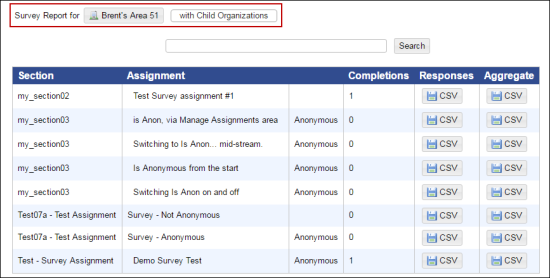 Survey Report for Brent's Area 51 with Child Organizations
Search
Section Assignment Completions Responses Aggregate
my_section02 Test Survey assignment #1 1 CSV CSV
my_section03 is Anon, via Manage Assignments area Anonymous 0 CSV CSV
my_section03 Switching to Is Anon... mid-stream. Anonymous 0 CSV CSV
my_section03 Is Anonymous from the start Anonymous 0 CSV CSV
my_section03 Switching Is Anon on and off Anonymous 0 CSV CSV
Test07a - Test Assignment Survey - Not Anonymous 0 CSV CSV
Test07a - Test Assignment Survey - Anonymous Anonymous 0 CSV CSV
Test - Survey Assignment Demo Survey Test Anonymous 1 CSV CSV